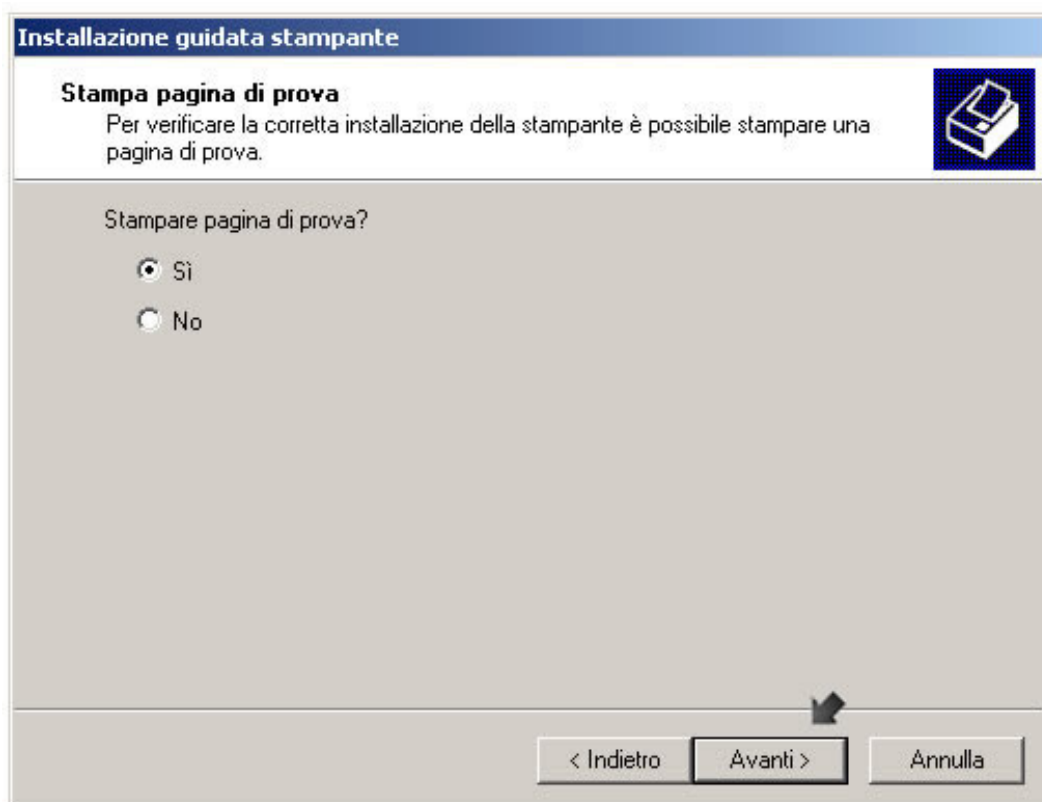 Installazione guidata stampante
Stampa pagina di prova
Per verificare la corretta installazione della stampante è possibile stampare una
pagina di prova.
Stampare pagina di prova?
Sì
No
< Indietro
Avanti >
Annulla